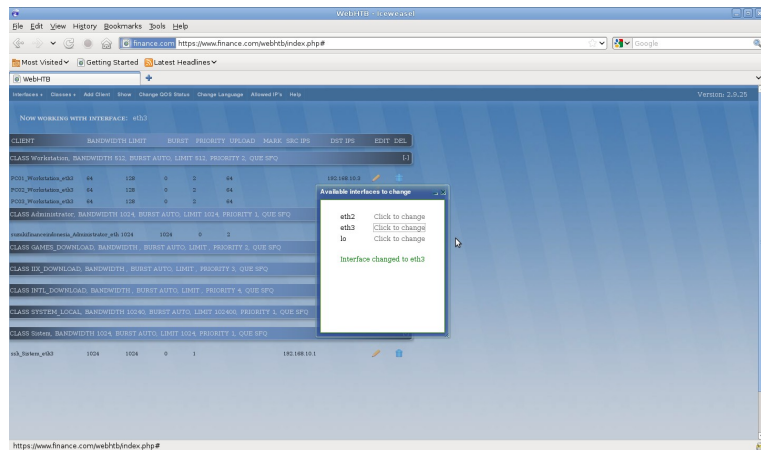 WebHTB - Iceweasel
File Edit View History Bookmarks Tools Help
finance.com https://www.finance.com/webhtb/index.php#
Google
Most Visited Getting Started Latest Headlines
WebHTB
Interfaces Classes Add Client Show Change QOS Status Change Language Allowed IP's Help
Version: 2.9.25
NOW WORKING WITH INTERFACE: eth3
CLIENT BANDWIDTH LIMIT BURST PRIORITY UPLOAD MARK SRC IPS DST IPS EDIT DEL
CLASS Workstation, BANDWIDTH 512, BURST AUTO, LIMIT 512, PRIORITY 2, QUE SFQ [-]
PC01_Workstation_eth3 64 128 0 2 64 192.168.10.2
PC02_Workstation_eth3 64 128 0 2 64
PC03_Workstation_eth3 64 128 0 2 64
CLASS Administrator, BANDWIDTH 1024, BURST AUTO, LIMIT 1024, PRIORITY 1, QUE SFQ
1024 1024 0 2
CLASS GAMES_DOWNLOAD, BANDWIDTH , BURST AUTO, LIMIT , PRIORITY 2, QUE SFQ
CLASS IIX_DOWNLOAD, BANDWIDTH , BURST AUTO, LIMIT , PRIORITY 3, QUE SFQ
CLASS INTL_DOWNLOAD, BANDWIDTH , BURST AUTO, LIMIT , PRIORITY 4, QUE SFQ
CLASS SYSTEM_LOCAL, BANDWIDTH 10240, BURST AUTO, LIMIT 102400, PRIORITY 1, QUE SFQ
CLASS Sistem, BANDWIDTH 1024, BURST AUTO, LIMIT 1024, PRIORITY 1, QUE SFQ
ssh_Sistem_eth3 1024 1024 0 1 192.168.10.1
Available interfaces to change
eth2 Click to change
eth3 Click to change
lo Click to change
Interface changed to eth3
https://www.finance.com/webhtb/index.php#